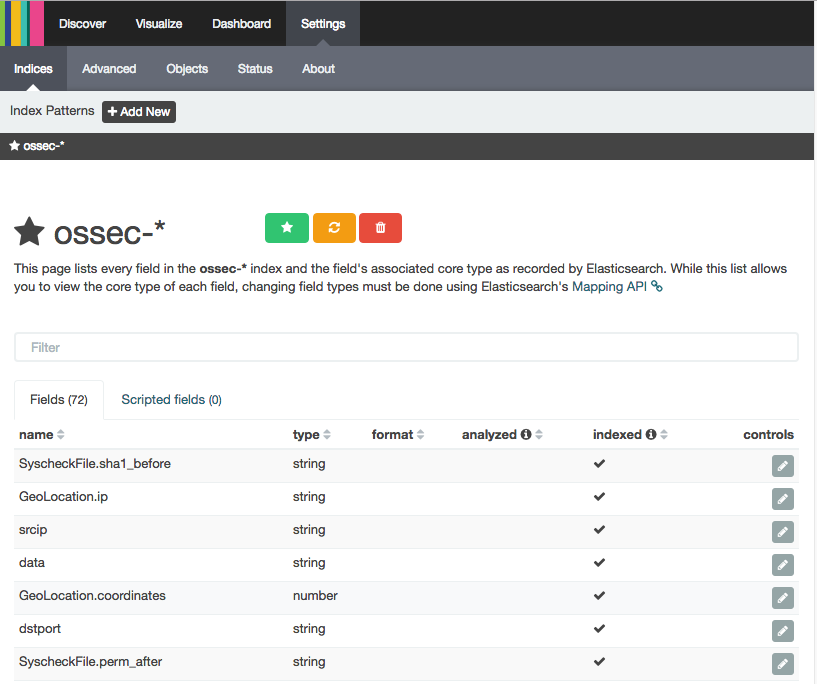 Discover Visualize Dashboard Settings
Indices Advanced Objects Status About
Index Patterns + Add New
ossec-*
ossec-*
This page lists every field in the ossec-* index and the field's associated core type as recorded by Elasticsearch. While this list allows
you to view the core type of each field, changing field types must be done using Elasticsearch's Mapping API
Filter
Fields (72) Scripted fields (0)
name type format analyzed indexed controls
SyscheckFile.sha1_before string
GeoLocation.ip string
srcip string
data string
GeoLocation.coordinates number
dstport string
SyscheckFile.perm_after string